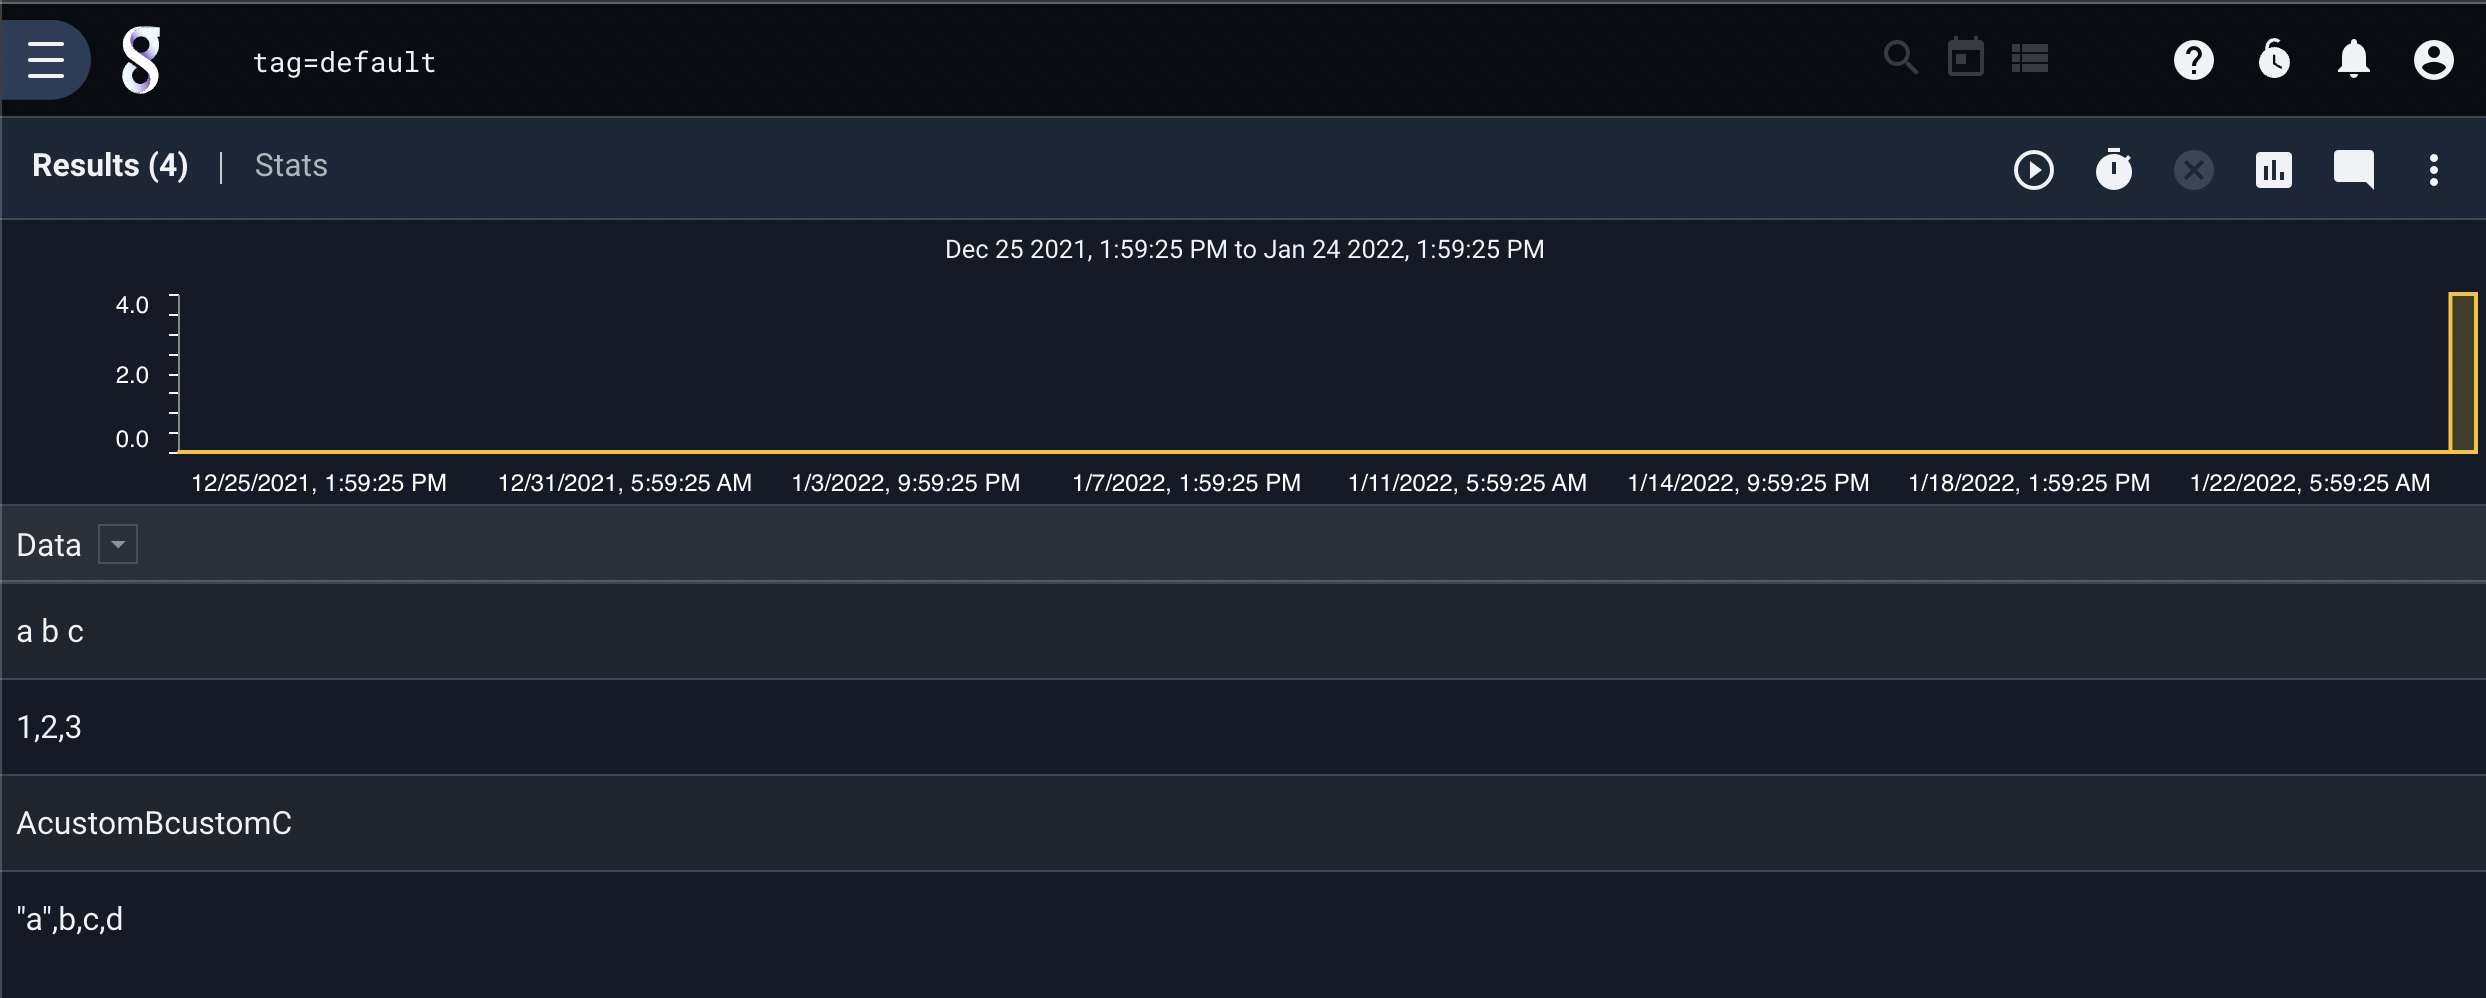 tag=default
Results (4) | Stats
Dec 25 2021, 1:59:25 PM to Jan 24 2022, 1:59:25 PM
4.0
2.0
0.0
12/25/2021, 1:59:25 PM 12/31/2021, 5:59:25 AM 1/3/2022, 9:59:25 PM 1/7/2022, 1:59:25 PM 1/11/2022, 5:59:25 AM 1/14/2022, 9:59:25 PM 1/18/2022, 1:59:25 PM 1/22/2022, 5:59:25 AM
Data
a b c
1,2,3
AcustomBcustomC
"a",b,c,d